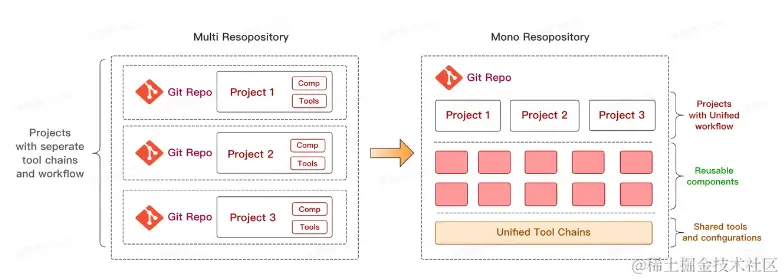 Multi Resopository
Mono Resopository
Projects
with seperate
tool chains
and workflow
Git Repo
Project 1
Comp
Tools
Git Repo
Project 2
Comp
Tools
Git Repo
Project 3
Comp
Tools
Git Repo
Project 1
Project 2
Project 3
Projects
with Unified
workflow
Reusable
components
Unified Tool Chains
Shared tools
and configurations
@稀土掘金技术社区